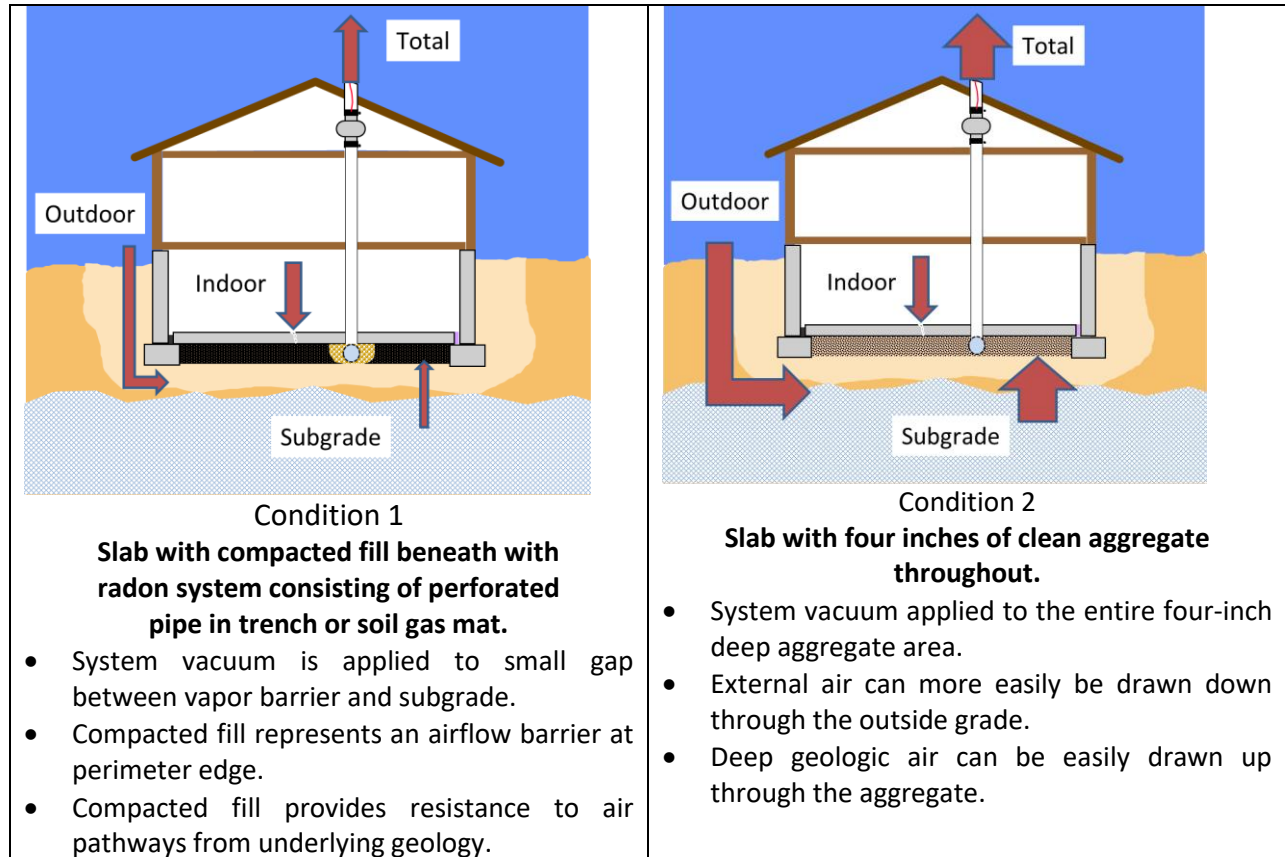 Total
Outdoor
Indoor
Subgrade
Condition 1
Slab with compacted fill beneath with
radon system consisting of perforated
pipe in trench or soil gas mat.
• System vacuum is applied to small gap
between vapor barrier and subgrade.
• Compacted fill represents an airflow barrier at
perimeter edge.
• Compacted fill provides resistance to air
pathways from underlying geology.
Total
Outdoor
Indoor
Subgrade
Condition 2
Slab with four inches of clean aggregate
throughout.
• System vacuum applied to the entire four-inch
deep aggregate area.
• External air can more easily be drawn down
through the outside grade.
• Deep geologic air can be easily drawn up
through the aggregate.